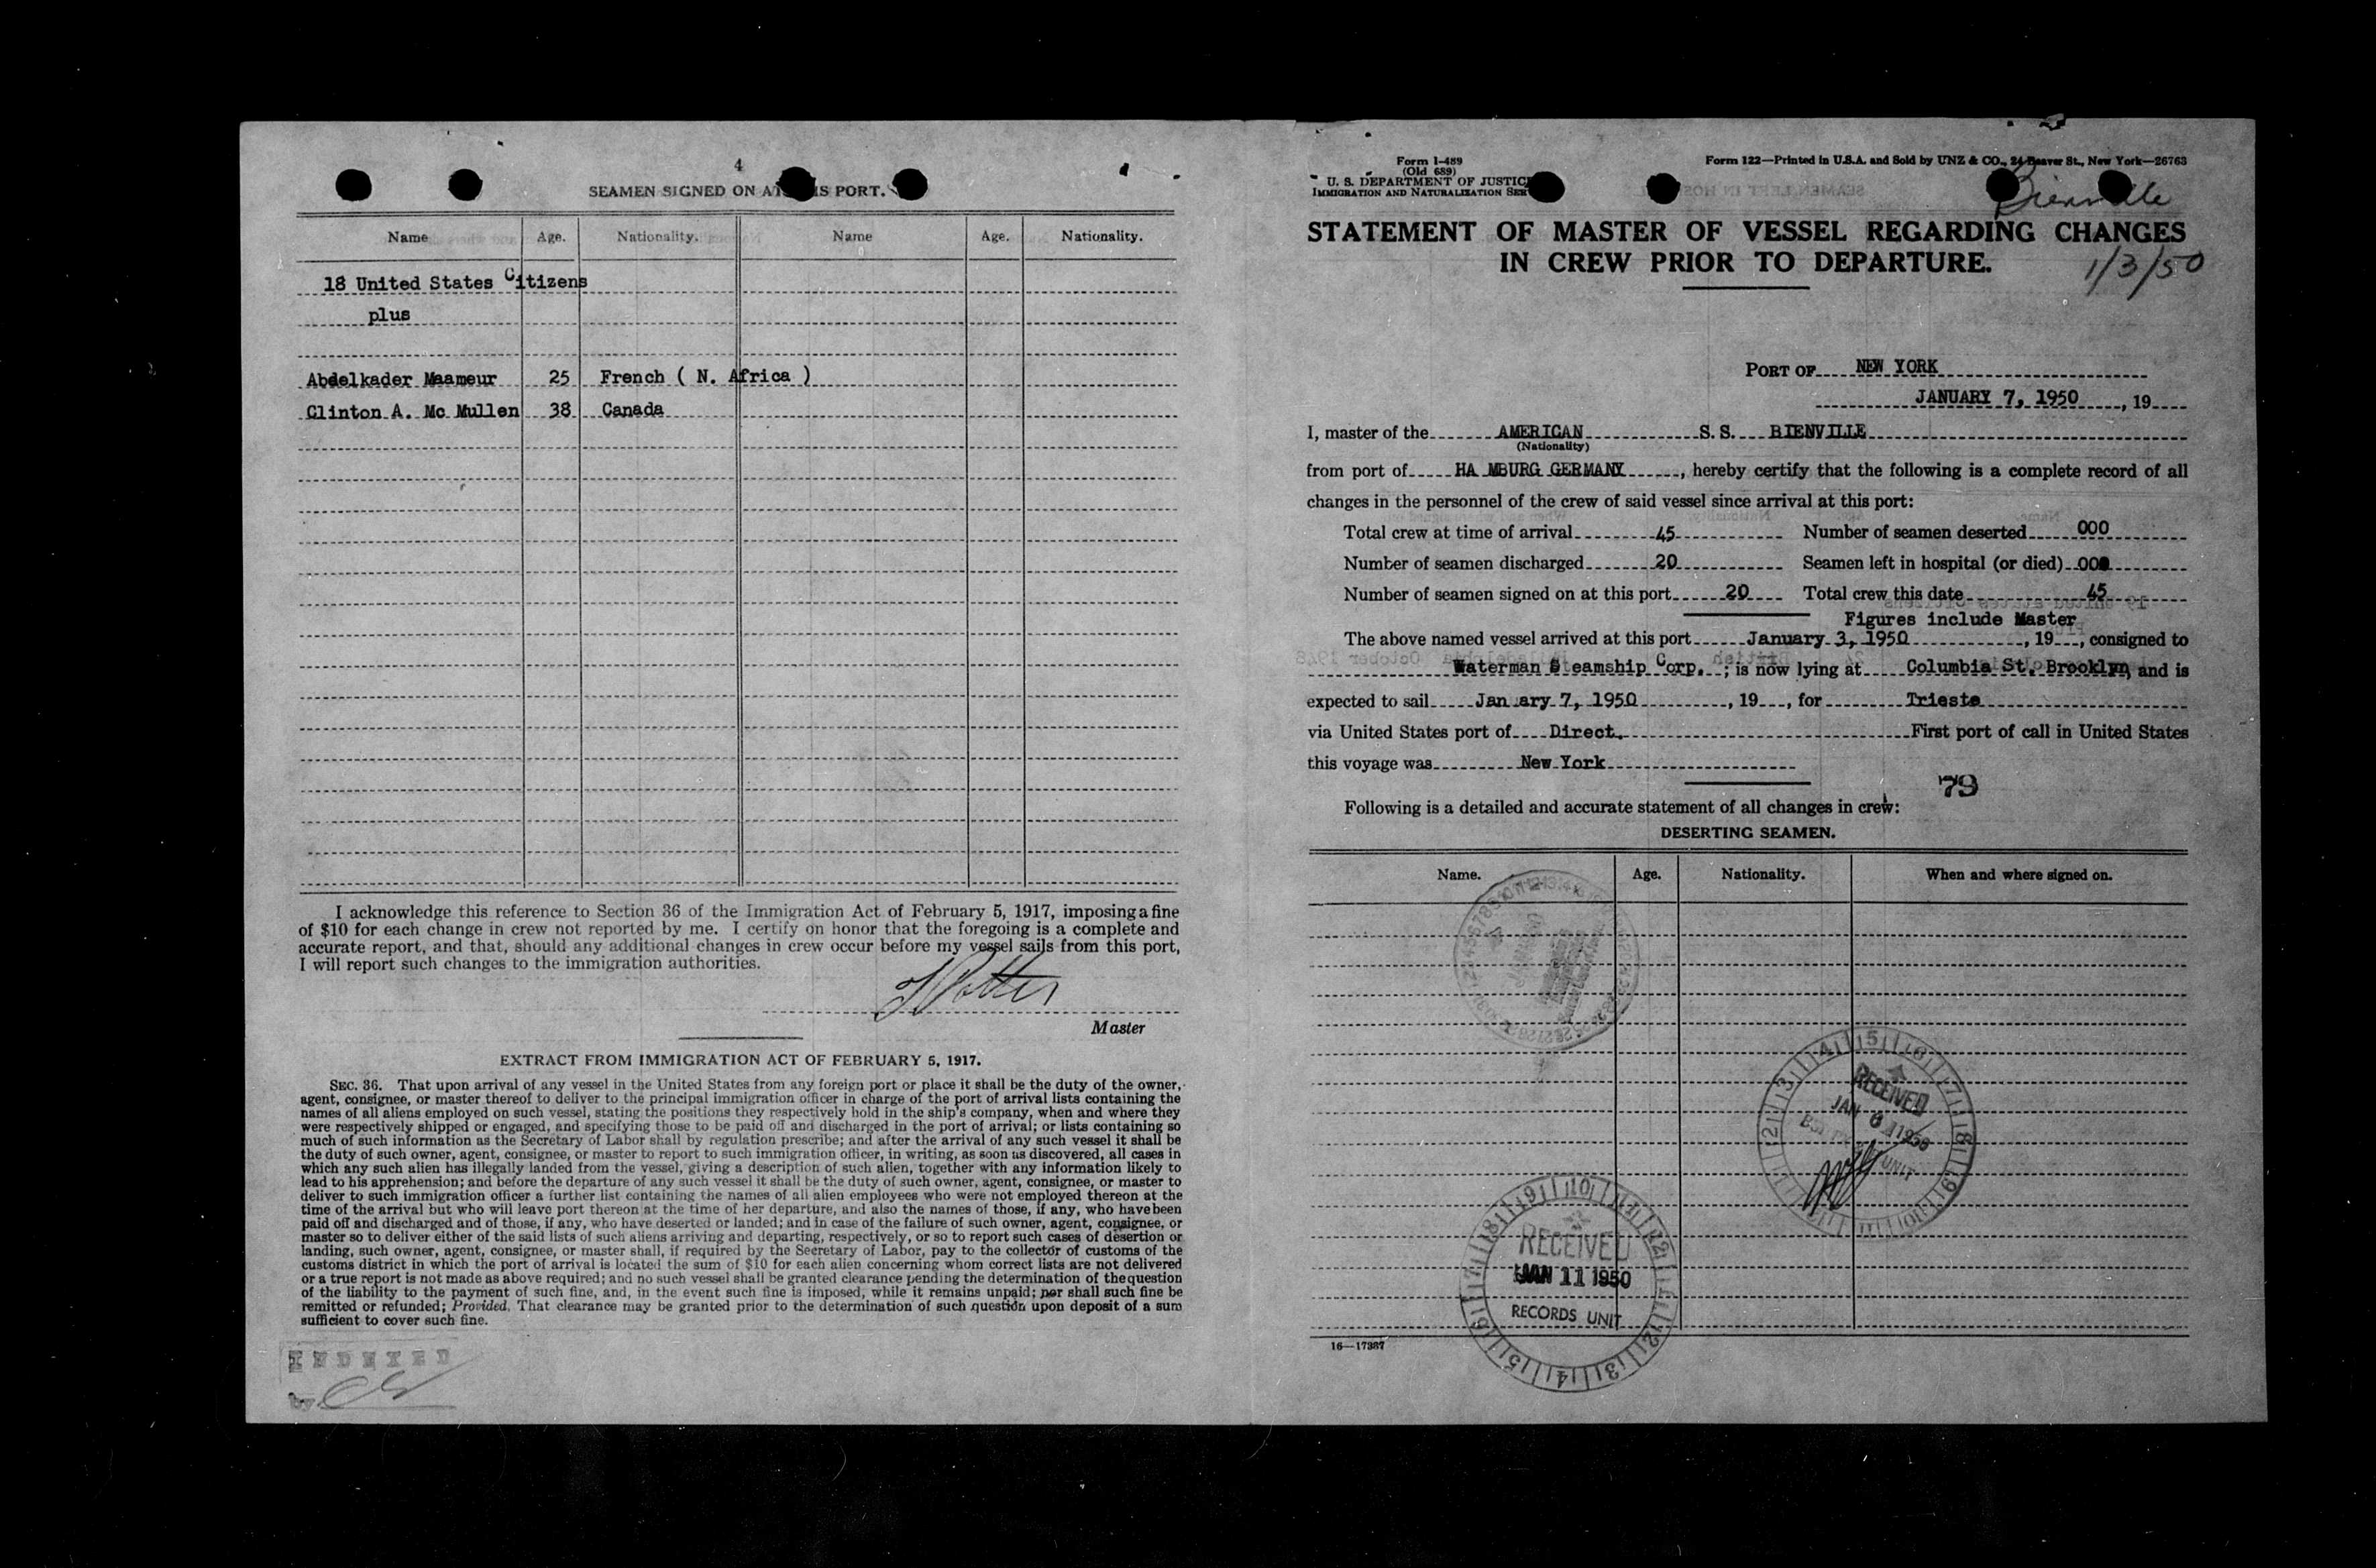 4
SEAMEN SIGNED ON AT THIS PORT.
Name Age. Nationality. Name Age. Nationality.
18 United States Citizens
plus
Abdelkader Maameur 25 French ( N. Africa )
Clinton A. Mc Mullen 38 Canada
I acknowledge this reference to Section 36 of the Immigration Act of February 5, 1917, imposing a fine
of $10 for each change in crew not reported by me. I certify on honor that the foregoing is a complete and
accurate report, and that, should any additional changes in crew occur before my vessel sails from this port,
I will report such changes to the immigration authorities.
Master
EXTRACT FROM IMMIGRATION ACT OF FEBRUARY 5, 1917.
SEC. 36. That upon arrival of any vessel in the United States from any foreign port or place it shall be the duty of the owner,
agent, consignee, or master thereof to deliver to the principal immigration officer in charge of the port of arrival lists containing the
names of all aliens employed on such vessel, stating the positions they respectively hold in the ship's company, when and where they
were respectively shipped or engaged, and specifying those to be paid off and discharged in the port of arrival; or lists containing so
much of such information as the Secretary of Labor shall by regulation prescribe; and after the arrival of any such vessel it shall be
the duty of such owner, agent, consignee, or master to report to such immigration officer, in writing, as soon as discovered, all cases in
which any such alien has illegally landed from the vessel, giving a description of such alien, together with any information likely to
lead to his apprehension; and before the departure of any such vessel it shall be the duty of such owner, agent, consignee, or master to
deliver to such immigration officer a further list containing the names of all alien employees who were not employed thereon at the
time of the arrival but who will leave port thereon at the time of her departure, and also the names of those, if any, who have been
paid off and discharged and of those, if any, who have deserted or landed; and in case of the failure of such owner, agent, consignee, or
master so to deliver either of the said lists of such aliens arriving and departing, respectively, or so to report such cases of desertion or
landing, such owner, agent, consignee, or master shall, if required by the Secretary of Labor, pay to the collector of customs of the
customs district in which the port of arrival is located the sum of $10 for each alien concerning whom correct lists are not delivered
or a true report is not made as above required; and no such vessel shall be granted clearance pending the determination of the question
of the liability to the payment of such fine, and, in the event such fine is imposed, while it remains unpaid; nor shall such fine be
remitted or refunded; Provided, That clearance may be granted prior to the determination of such question upon deposit of a sum
sufficient to cover such fine.
by
Form I-489
(Old 689)
U. S. DEPARTMENT OF JUSTICE
IMMIGRATION AND NATURALIZATION SER
Form 122—Printed in U.S.A. and Sold by UNZ & CO., 24 Beaver St., New York—26763
Bienville
STATEMENT OF MASTER OF VESSEL REGARDING CHANGES
IN CREW PRIOR TO DEPARTURE.
1/3/50
PORT OF NEW YORK
JANUARY 7, 1950, 19
I, master of the AMERICAN S. S. BIENVILLE
(Nationality)
from port of HA MBURG GERMANY, hereby certify that the following is a complete record of all
changes in the personnel of the crew of said vessel since arrival at this port:
Total crew at time of arrival 45 Number of seamen deserted 000
Number of seamen discharged 20 Seamen left in hospital (or died) 000
Number of seamen signed on at this port 20 Total crew this date 45
Figures include Master
The above named vessel arrived at this port January 3, 1950, 19, consigned to
Waterman Steamship Corp.; is now lying at Columbia St. Brooklyn, and is
expected to sail January 7, 1950, 19, for Trieste
via United States port of Direct. First port of call in United States
this voyage was New York
79
Following is a detailed and accurate statement of all changes in crew:
DESERTING SEAMEN.
Name. Age. Nationality. When and where signed on.
RECEIVED
JAN 6 1950
UNIT
RECEIVED
JAN 11 1950
RECORDS UNIT
16—17387